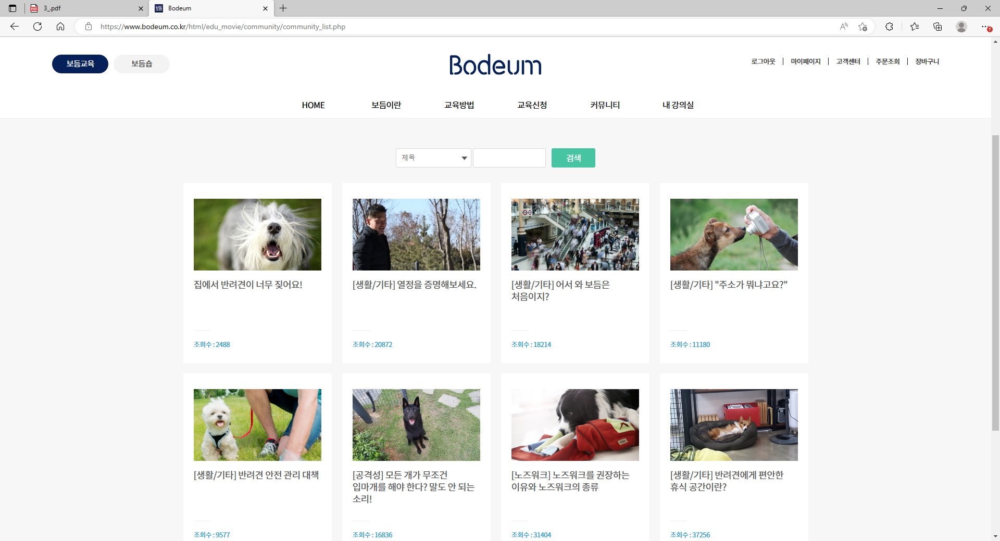 3_.pdf
Bodeum
https://www.bodeum.co.kr/html/edu_movie/community/community_list.php
보듬교육
보듬숍
Bodeum
로그아웃 | 마이페이지 | 고객센터 | 주문조회 | 장바구니
HOME 보듬이란 교육방법 교육신청 커뮤니티 내 강의실
제목
검색
집에서 반려견이 너무 짖어요!
조회수 : 2488
[생활/기타] 열정을 증명해보세요.
조회수 : 20872
[생활/기타] 어서 와 보듬은
처음이지?
조회수 : 18214
[생활/기타] "주소가 뭐냐고요?"
조회수 : 11180
[생활/기타] 반려견 안전 관리 대책
조회수 : 9577
[공격성] 모든 개가 무조건
입마개를 해야 한다? 말도 안 되는
소리!
조회수 : 16836
[노즈워크] 노즈워크를 권장하는
이유와 노즈워크의 종류
조회수 : 31404
[생활/기타] 반려견에게 편안한
휴식 공간이란?
조회수 : 37256